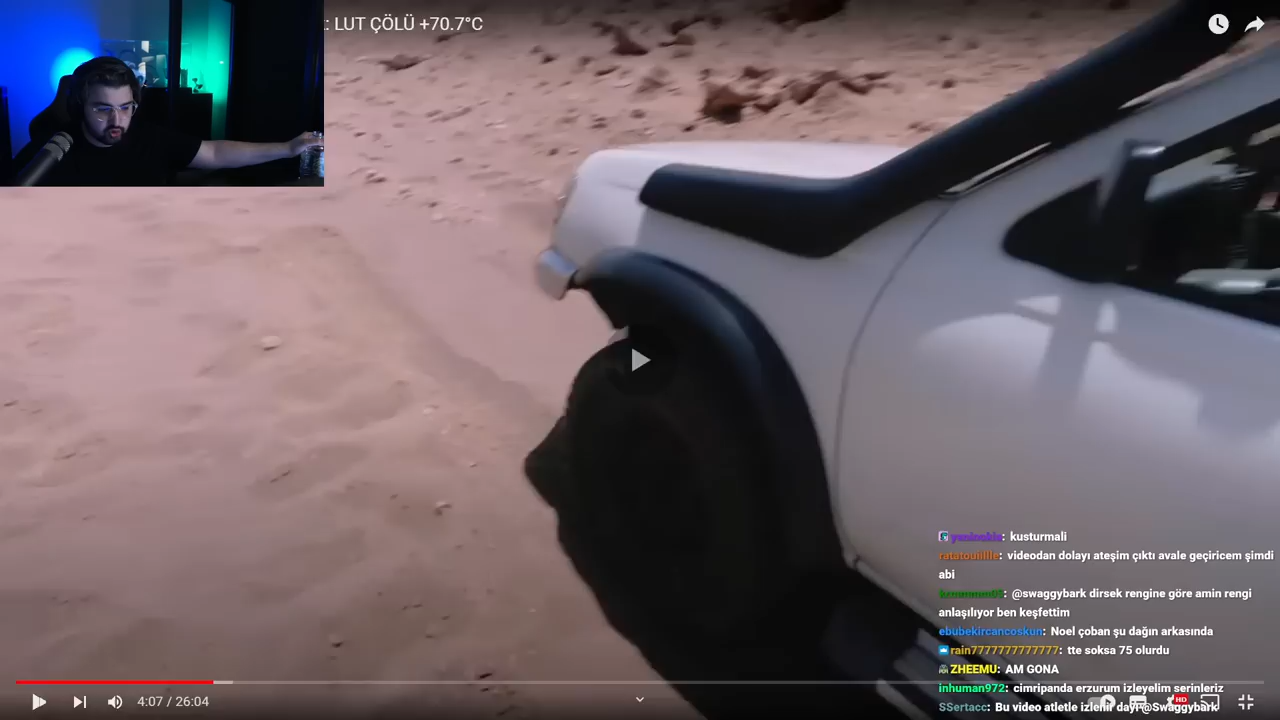 : LUT ÇÖLÜ +70.7°C
: kusturmali
ratatouillllle: videodan dolayı ateşim çıktı avale geçiricem şimdi
abi
: @swaggybark dirsek rengine göre amin rengi
anlaşılıyor ben keşfettim
ebubekircancoskun: Noel çoban şu dağın arkasında
rain7777777777777: tte soksa 75 olurdu
ZHEEMU: AM GONA
inhuman972: cimripanda erzurum izleyelim serinleriz
HD
4:07 / 26:04
SSertacc: Bu video atletle izlenir dayı @Swaggybark